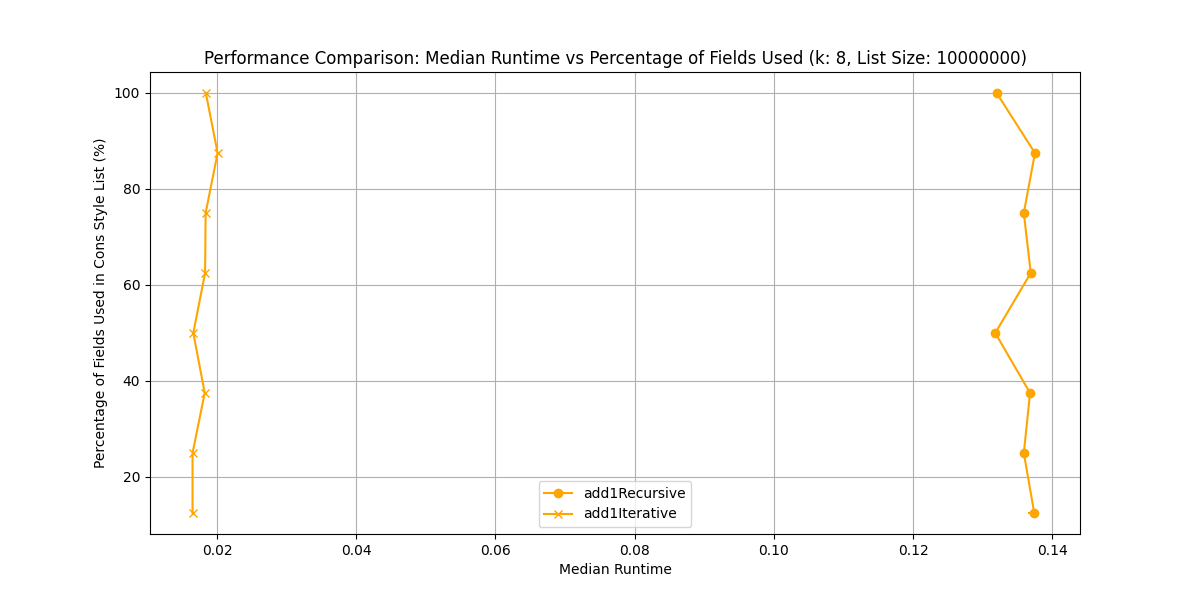 Performance Comparison: Median Runtime vs Percentage of Fields Used (k: 8, List Size: 10000000)
Percentage of Fields Used in Cons Style List (%)
100
80
60
40
20
add1Recursive
add1Iterative
0.02 0.04 0.06 0.08 0.10 0.12 0.14
Median Runtime